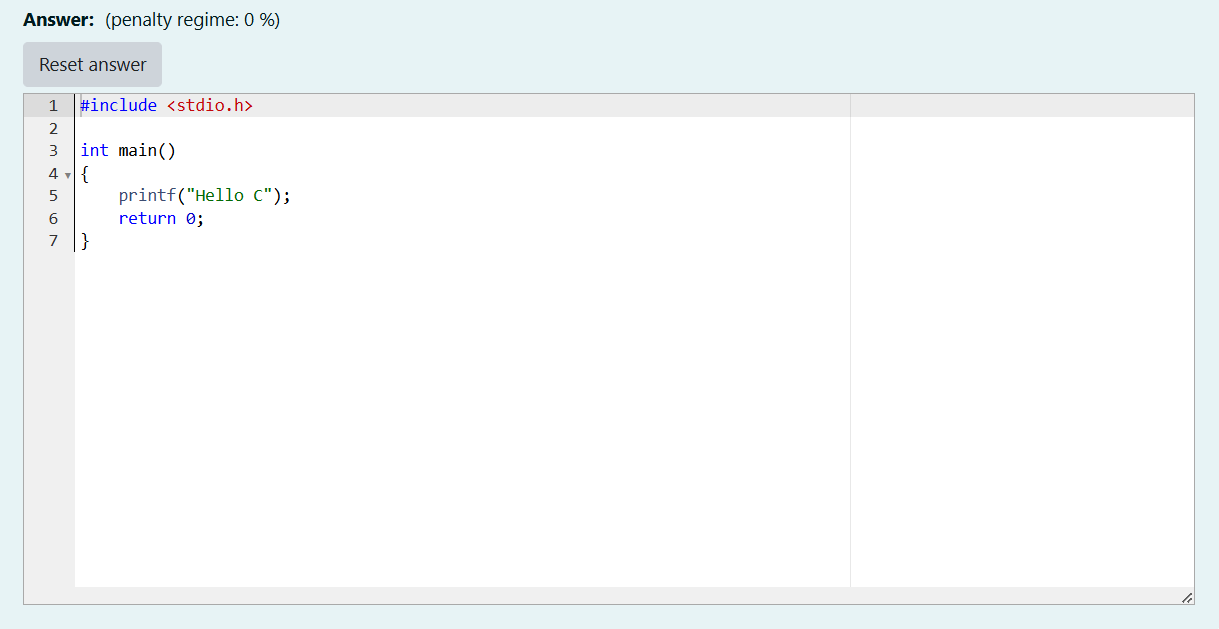 Answer: (penalty regime: 0 %)
Reset answer
1 #include <stdio.h>
2
3 int main()
4 {
5     printf("Hello C");
6     return 0;
7 }